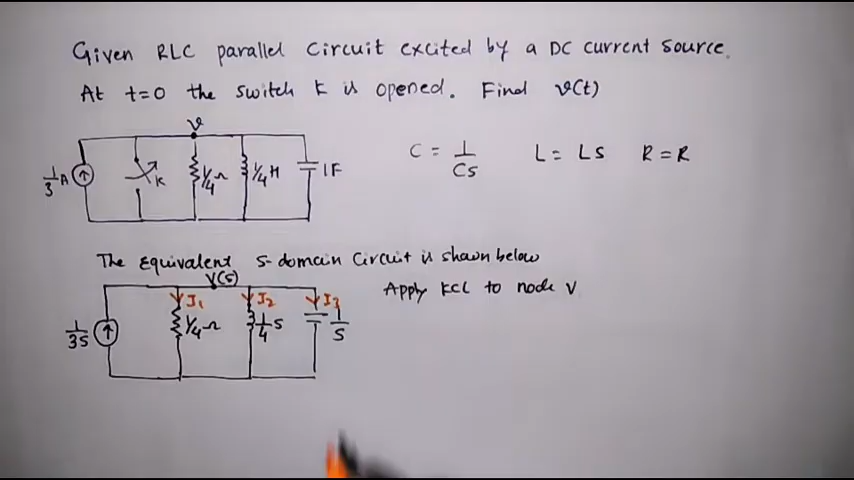 Given RLC parallel Circuit excited by a DC current source.
At t=0 the switch k is opened. Find v(t)
v
1/3 A
K
1/4 Ω
1/4 H
1F
C = 1/Cs L = Ls R = R
The Equivalent s-domain Circuit is shown below
V(s)
Apply KCL to node V
1/3s
I1
I2
I3
1/4 Ω
1/4 s
1/s